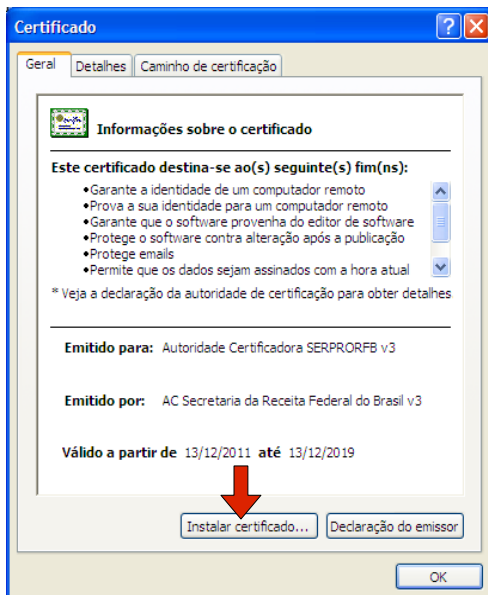 Certificado
Geral Detalhes Caminho de certificação
Informações sobre o certificado
Este certificado destina-se ao(s) seguinte(s) fim(ns):
•Garante a identidade de um computador remoto
•Prova a sua identidade para um computador remoto
•Garante que o software provenha do editor de software
•Protege o software contra alteração após a publicação
•Protege emails
•Permite que os dados sejam assinados com a hora atual
* Veja a declaração da autoridade de certificação para obter detalhes
Emitido para: Autoridade Certificadora SERPRORFB v3
Emitido por: AC Secretaria da Receita Federal do Brasil v3
Válido a partir de 13/12/2011 até 13/12/2019
Instalar certificado... Declaração do emissor
OK